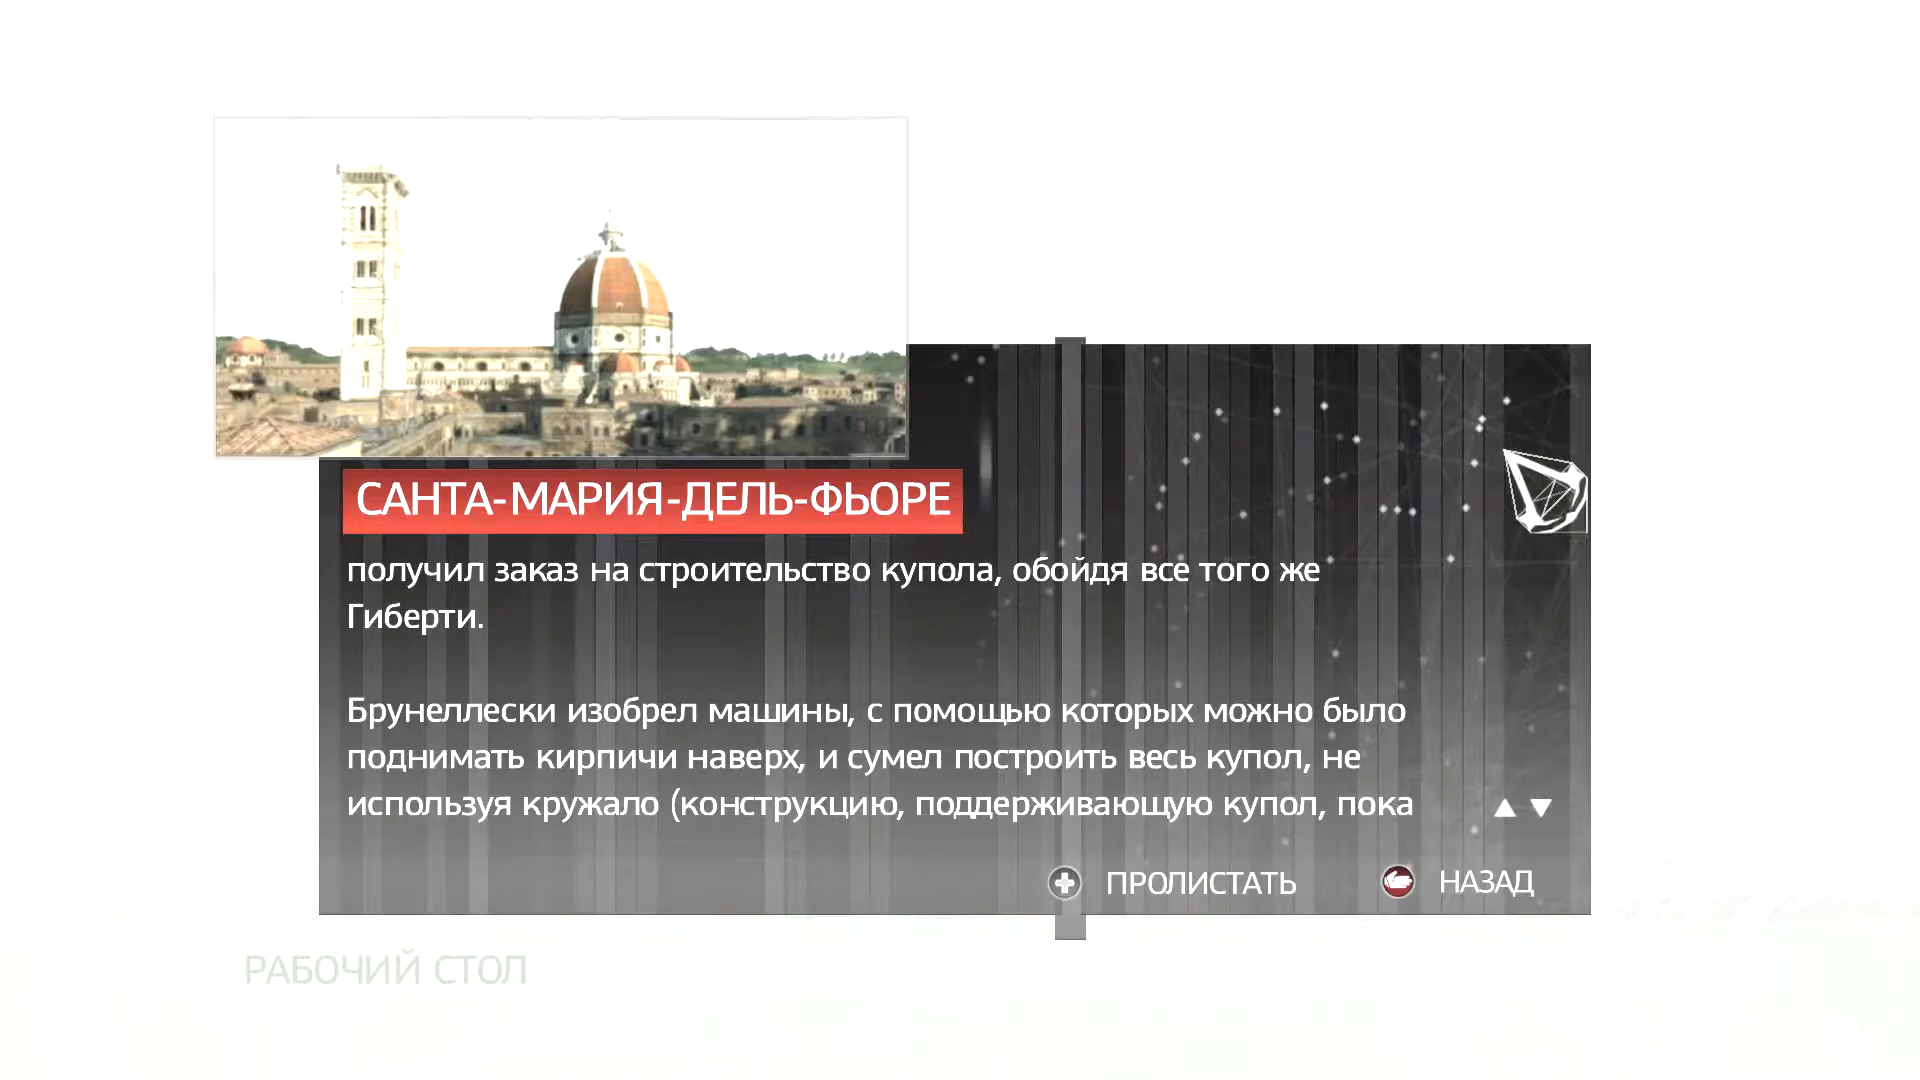 САНТА-МАРИЯ-ДЕЛЬ-ФЬОРЕ
получил заказ на строительство купола, обойдя все того же
Гиберти.
Брунеллески изобрел машины, с помощью которых можно было
поднимать кирпичи наверх, и сумел построить весь купол, не
используя кружало (конструкцию, поддерживающую купол, пока
ПРОЛИСТАТЬ
НАЗАД
РАБОЧИЙ СТОЛ